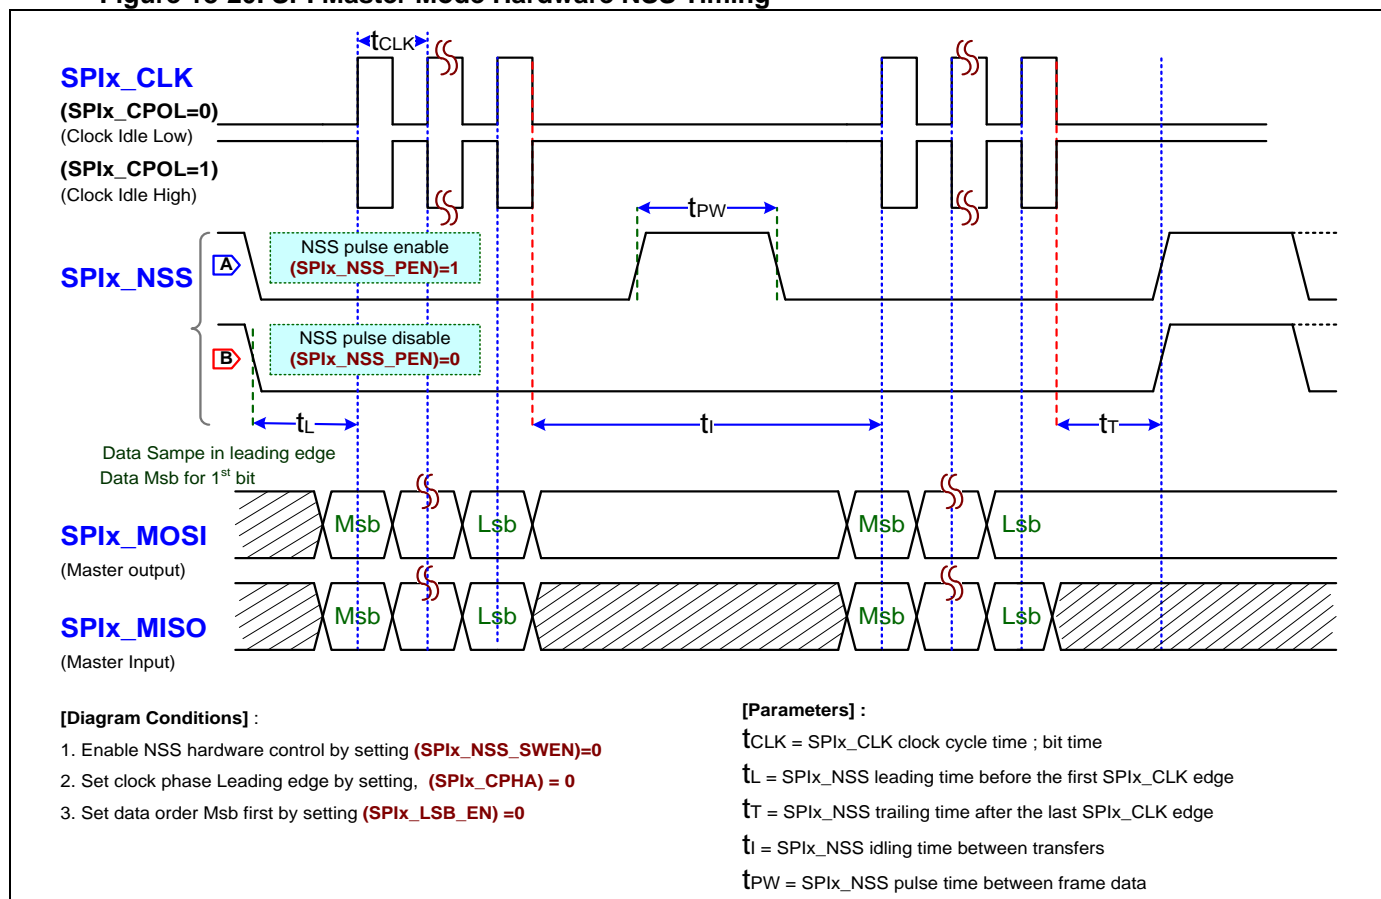 tCLK
SPIx_CLK
(SPIx_CPOL=0)
(Clock Idle Low)
(SPIx_CPOL=1)
(Clock Idle High)
tPW
SPIx_NSS
A
NSS pulse enable
(SPIx_NSS_PEN)=1
B
NSS pulse disable
(SPIx_NSS_PEN)=0
tL
tI
tT
Data Sampe in leading edge
Data Msb for 1st bit
SPIx_MOSI
(Master output)
Msb
Lsb
Msb
Lsb
SPIx_MISO
(Master Input)
Msb
Lsb
Msb
Lsb
[Diagram Conditions] :
1. Enable NSS hardware control by setting (SPIx_NSS_SWEN)=0
2. Set clock phase Leading edge by setting, (SPIx_CPHA) = 0
3. Set data order Msb first by setting (SPIx_LSB_EN) =0
[Parameters] :
tCLK = SPIx_CLK clock cycle time ; bit time
tL = SPIx_NSS leading time before the first SPIx_CLK edge
tT = SPIx_NSS trailing time after the last SPIx_CLK edge
tI = SPIx_NSS idling time between transfers
tPW = SPIx_NSS pulse time between frame data